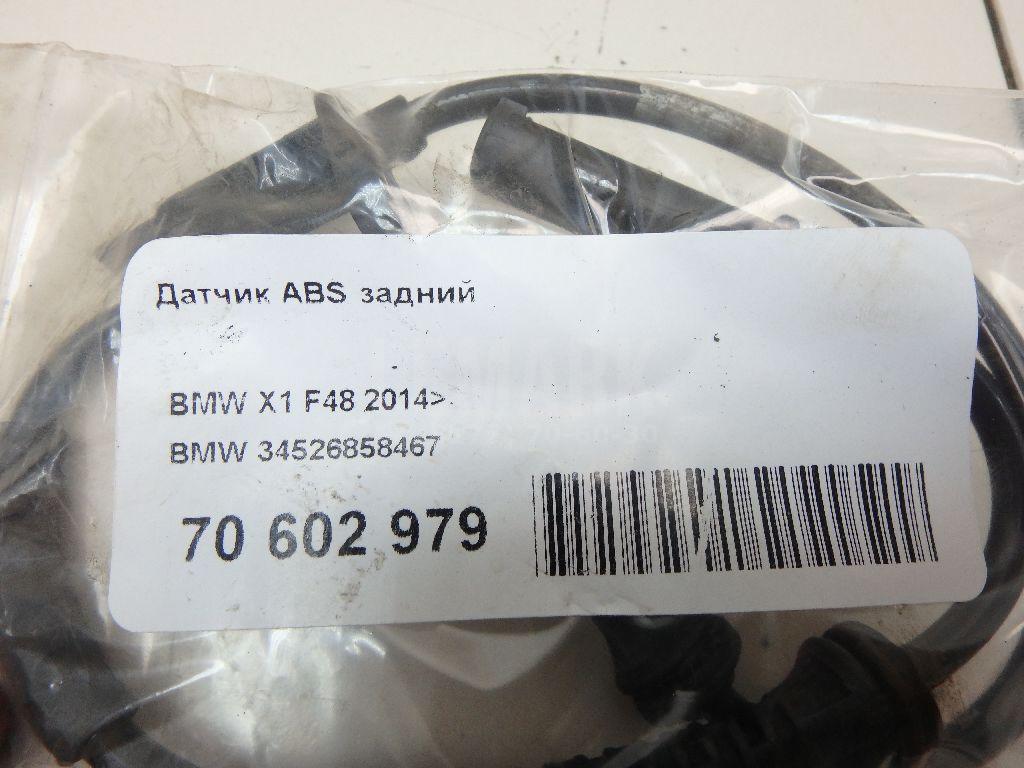 Датчик ABS задний
BMW X1 F48 2014>
BMW 34526858467
70 602 979